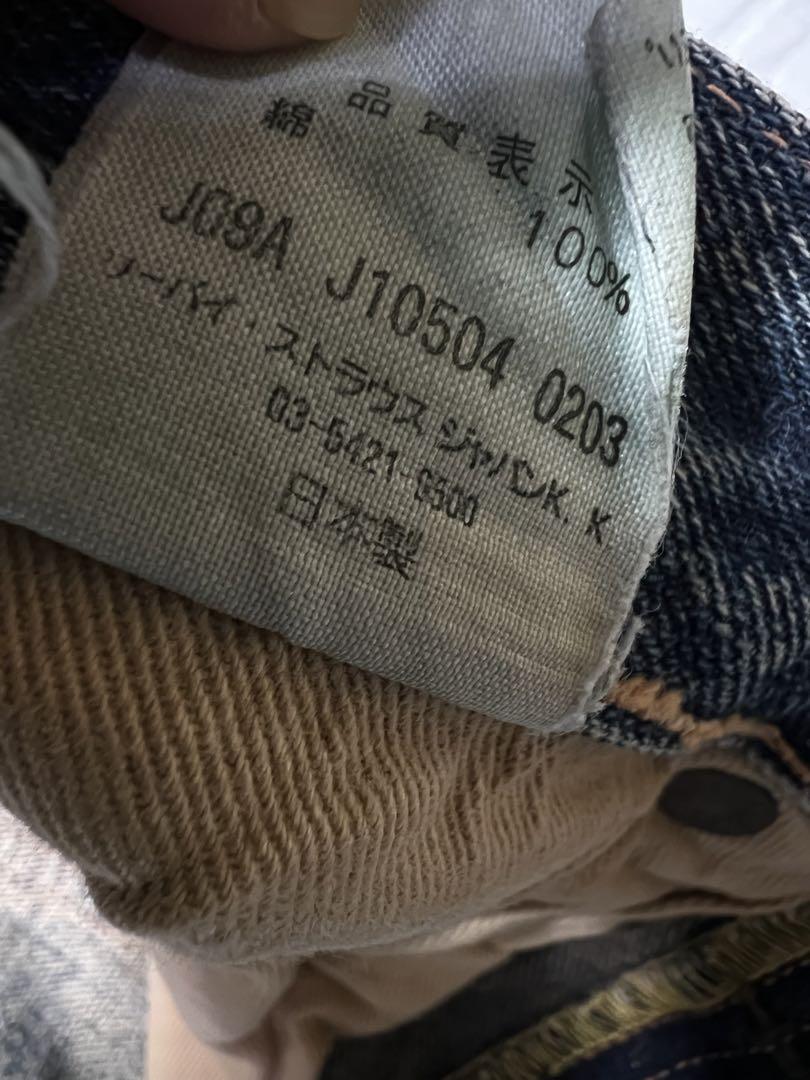 品質表示
綿 100%
J09A J10504 0203
リーバイ・ストラウス ジャパンK.K
03-5421-0500
日本製